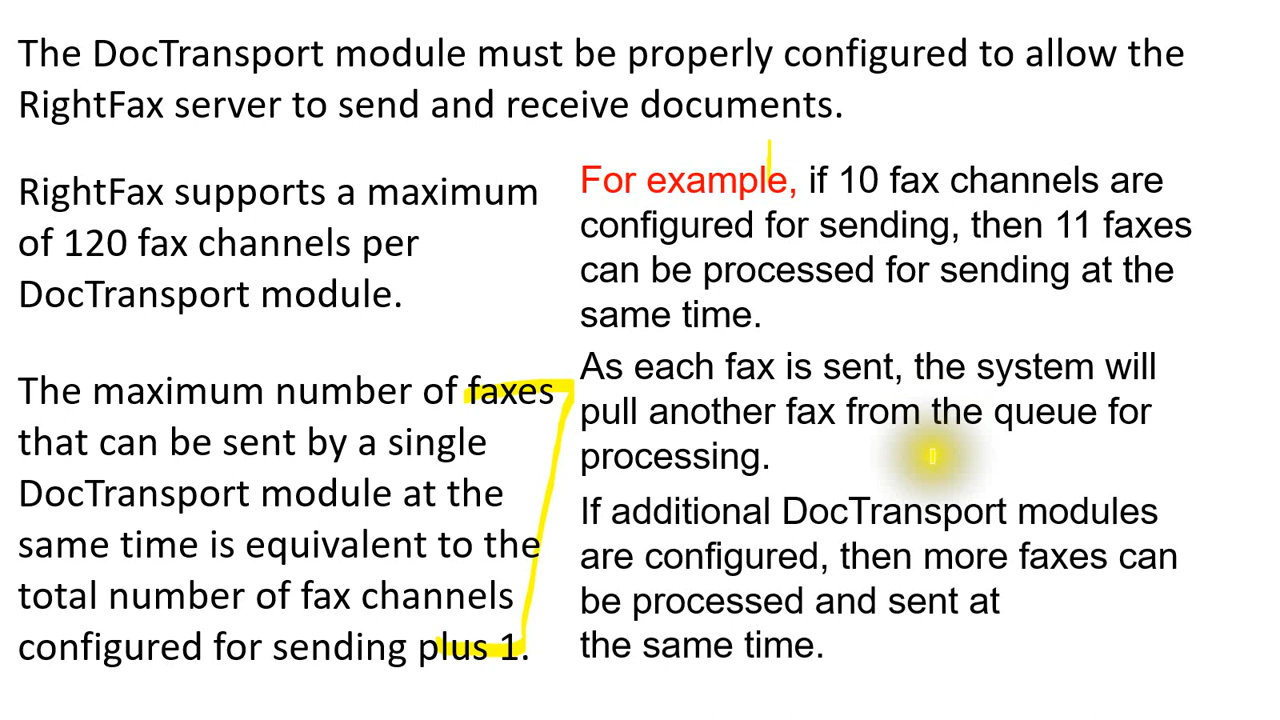 The DocTransport module must be properly configured to allow the
RightFax server to send and receive documents.
RightFax supports a maximum
of 120 fax channels per
DocTransport module.
The maximum number of faxes
that can be sent by a single
DocTransport module at the
same time is equivalent to the
total number of fax channels
configured for sending plus 1.
For example, if 10 fax channels are
configured for sending, then 11 faxes
can be processed for sending at the
same time.
As each fax is sent, the system will
pull another fax from the queue for
processing.
If additional DocTransport modules
are configured, then more faxes can
be processed and sent at
the same time.